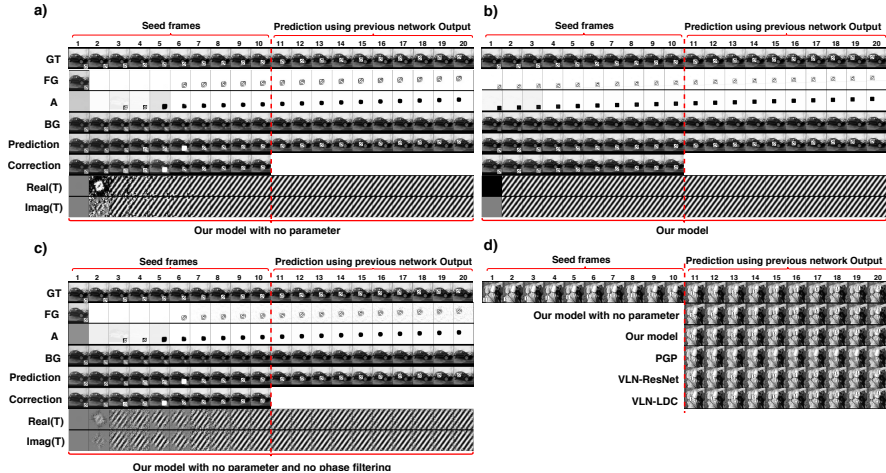 a)
Seed frames
Prediction using previous network Output
1 2 3 4 5 6 7 8 9 10 11 12 13 14 15 16 17 18 19 20
GT
FG
A
BG
Prediction
Correction
Real(T)
Imag(T)
Our model with no parameter
b)
Seed frames
Prediction using previous network Output
1 2 3 4 5 6 7 8 9 10 11 12 13 14 15 16 17 18 19 20
Our model
c)
Seed frames
Prediction using previous network Output
1 2 3 4 5 6 7 8 9 10 11 12 13 14 15 16 17 18 19 20
GT
FG
A
BG
Prediction
Correction
Real(T)
Imag(T)
Our model with no parameter and no phase filtering
d)
Seed frames
Prediction using previous network Output
1 2 3 4 5 6 7 8 9 10 11 12 13 14 15 16 17 18 19 20
Our model with no parameter
Our model
PGP
VLN-ResNet
VLN-LDC